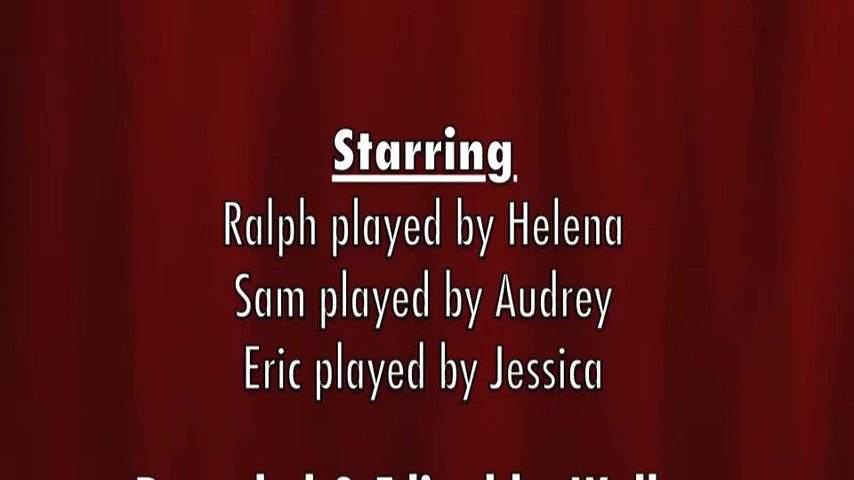 Starring
Ralph played by Helena
Sam played by Audrey
Eric played by Jessica